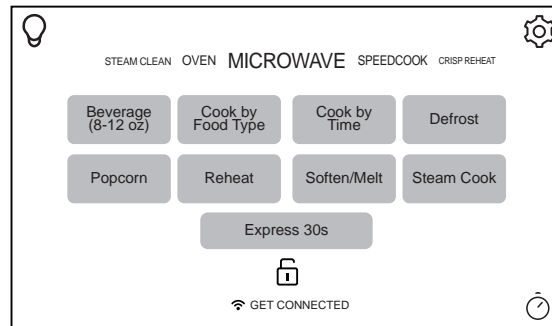 STEAM CLEAN OVEN MICROWAVE SPEEDCOOK CRISP REHEAT
Beverage
(8-12 oz)
Cook by
Food Type
Cook by
Time
Defrost
Popcorn
Reheat
Soften/Melt
Steam Cook
Express 30s
GET CONNECTED